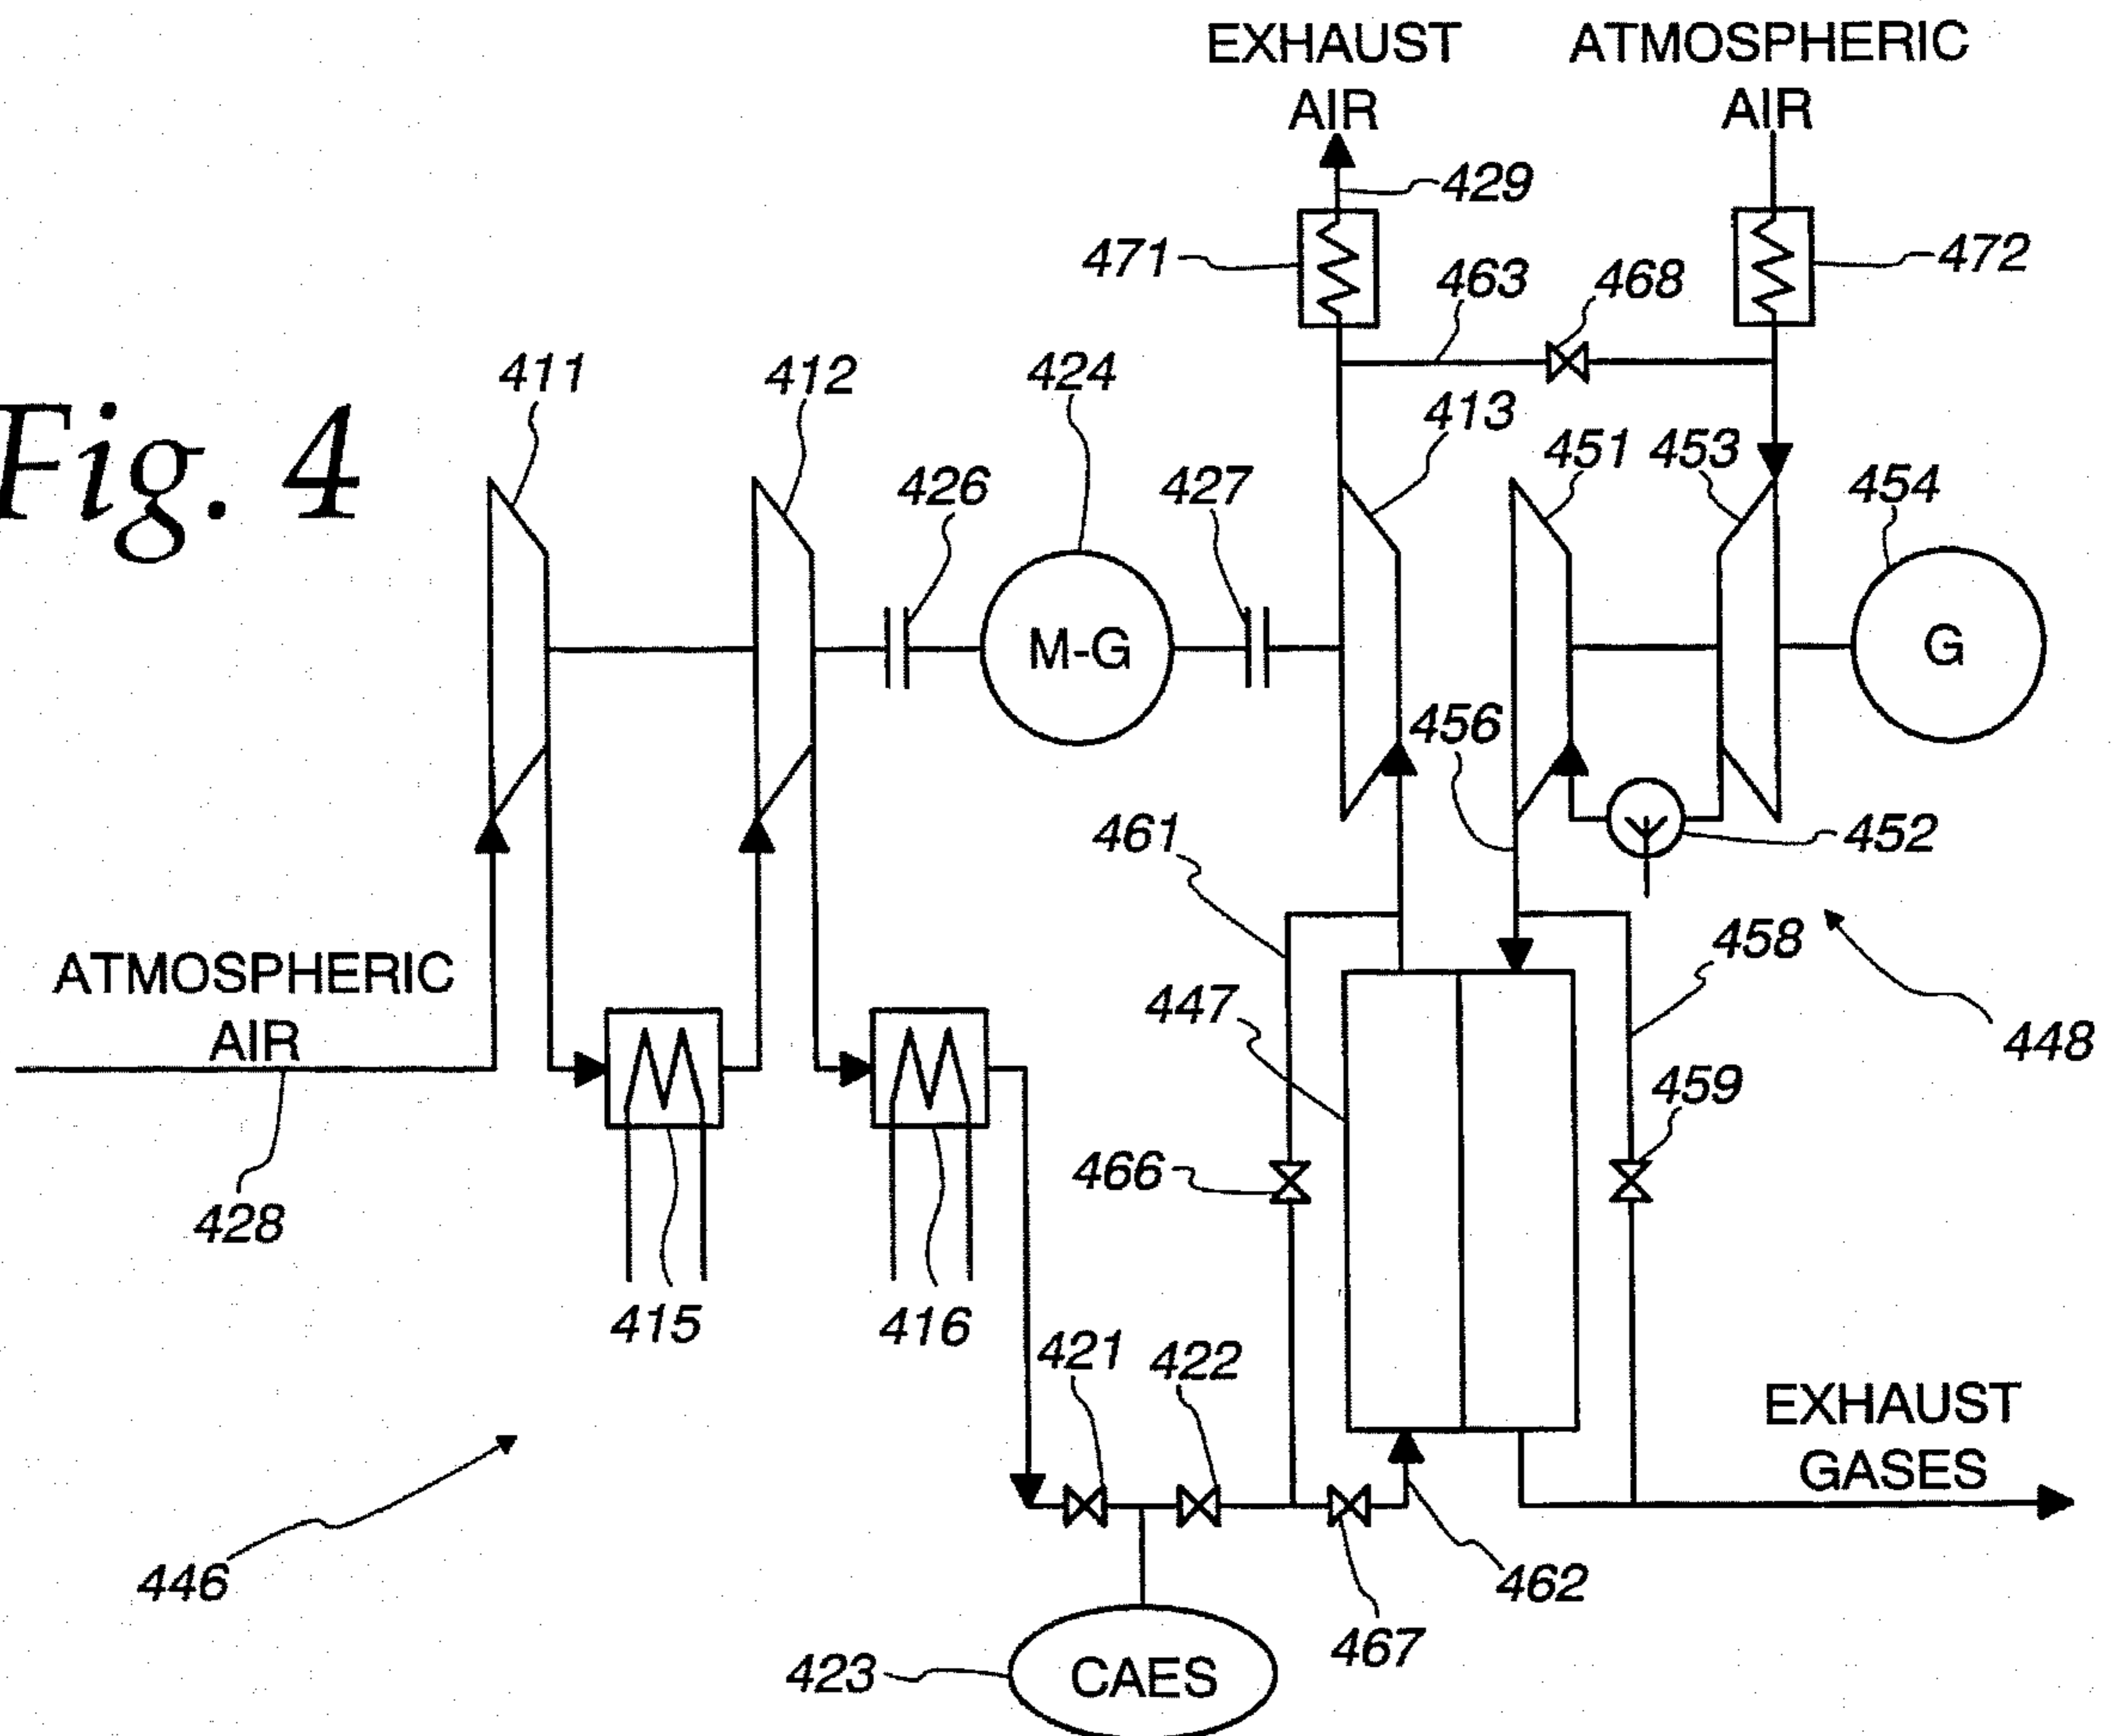 EXHAUST
AIR
ATMOSPHERIC
AIR
429
471
472
463
468
Fig. 4
411
412
424
413
426
427
451
453
454
M-G
G
456
461
452
ATMOSPHERIC
AIR
447
458
448
459
466
428
415
416
421
422
EXHAUST
GASES
446
462
467
423
CAES